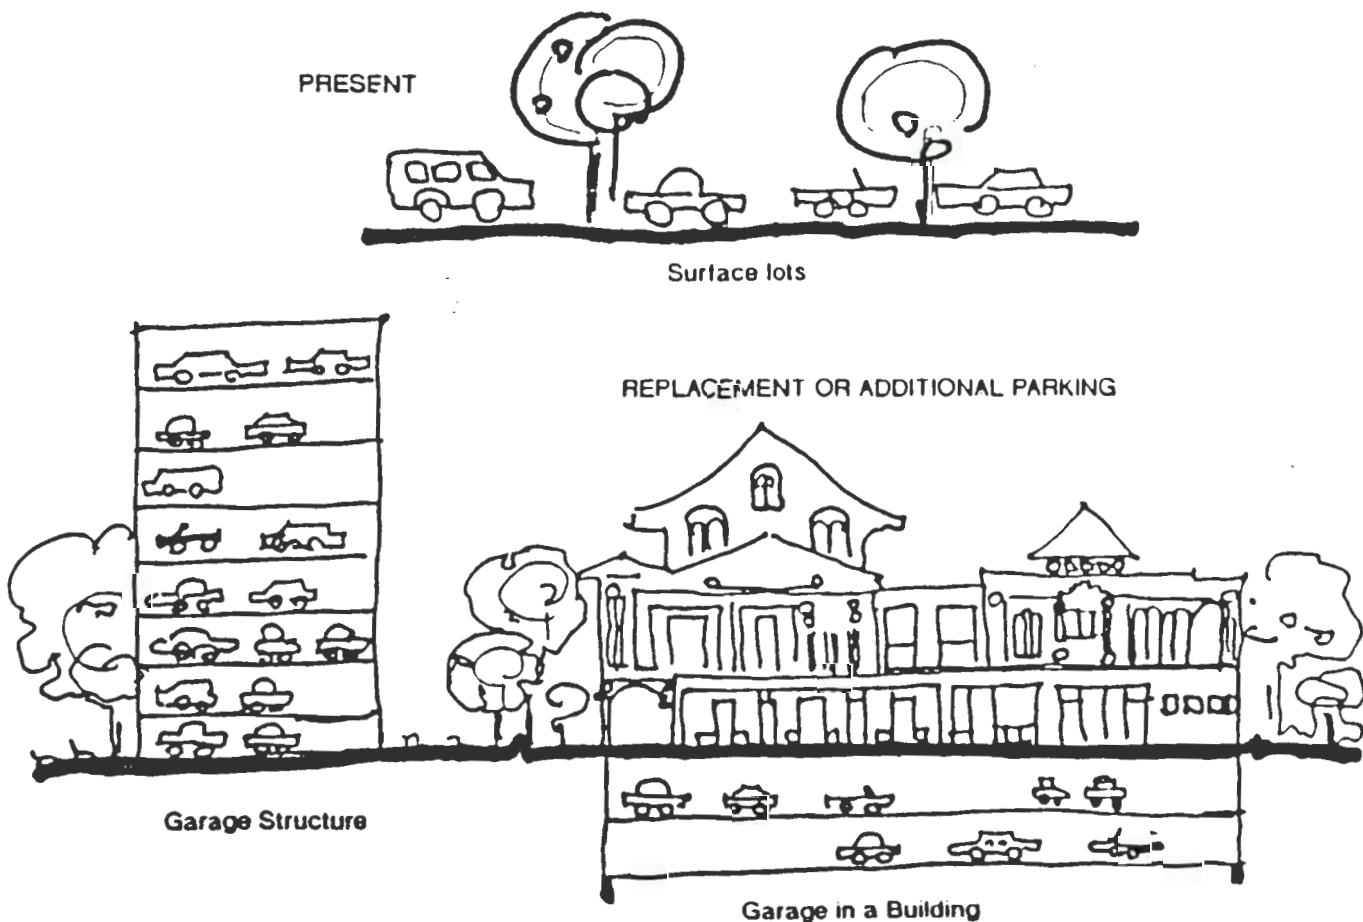 PRESENT
Surface lots
REPLACEMENT OR ADDITIONAL PARKING
Garage Structure
Garage in a Building